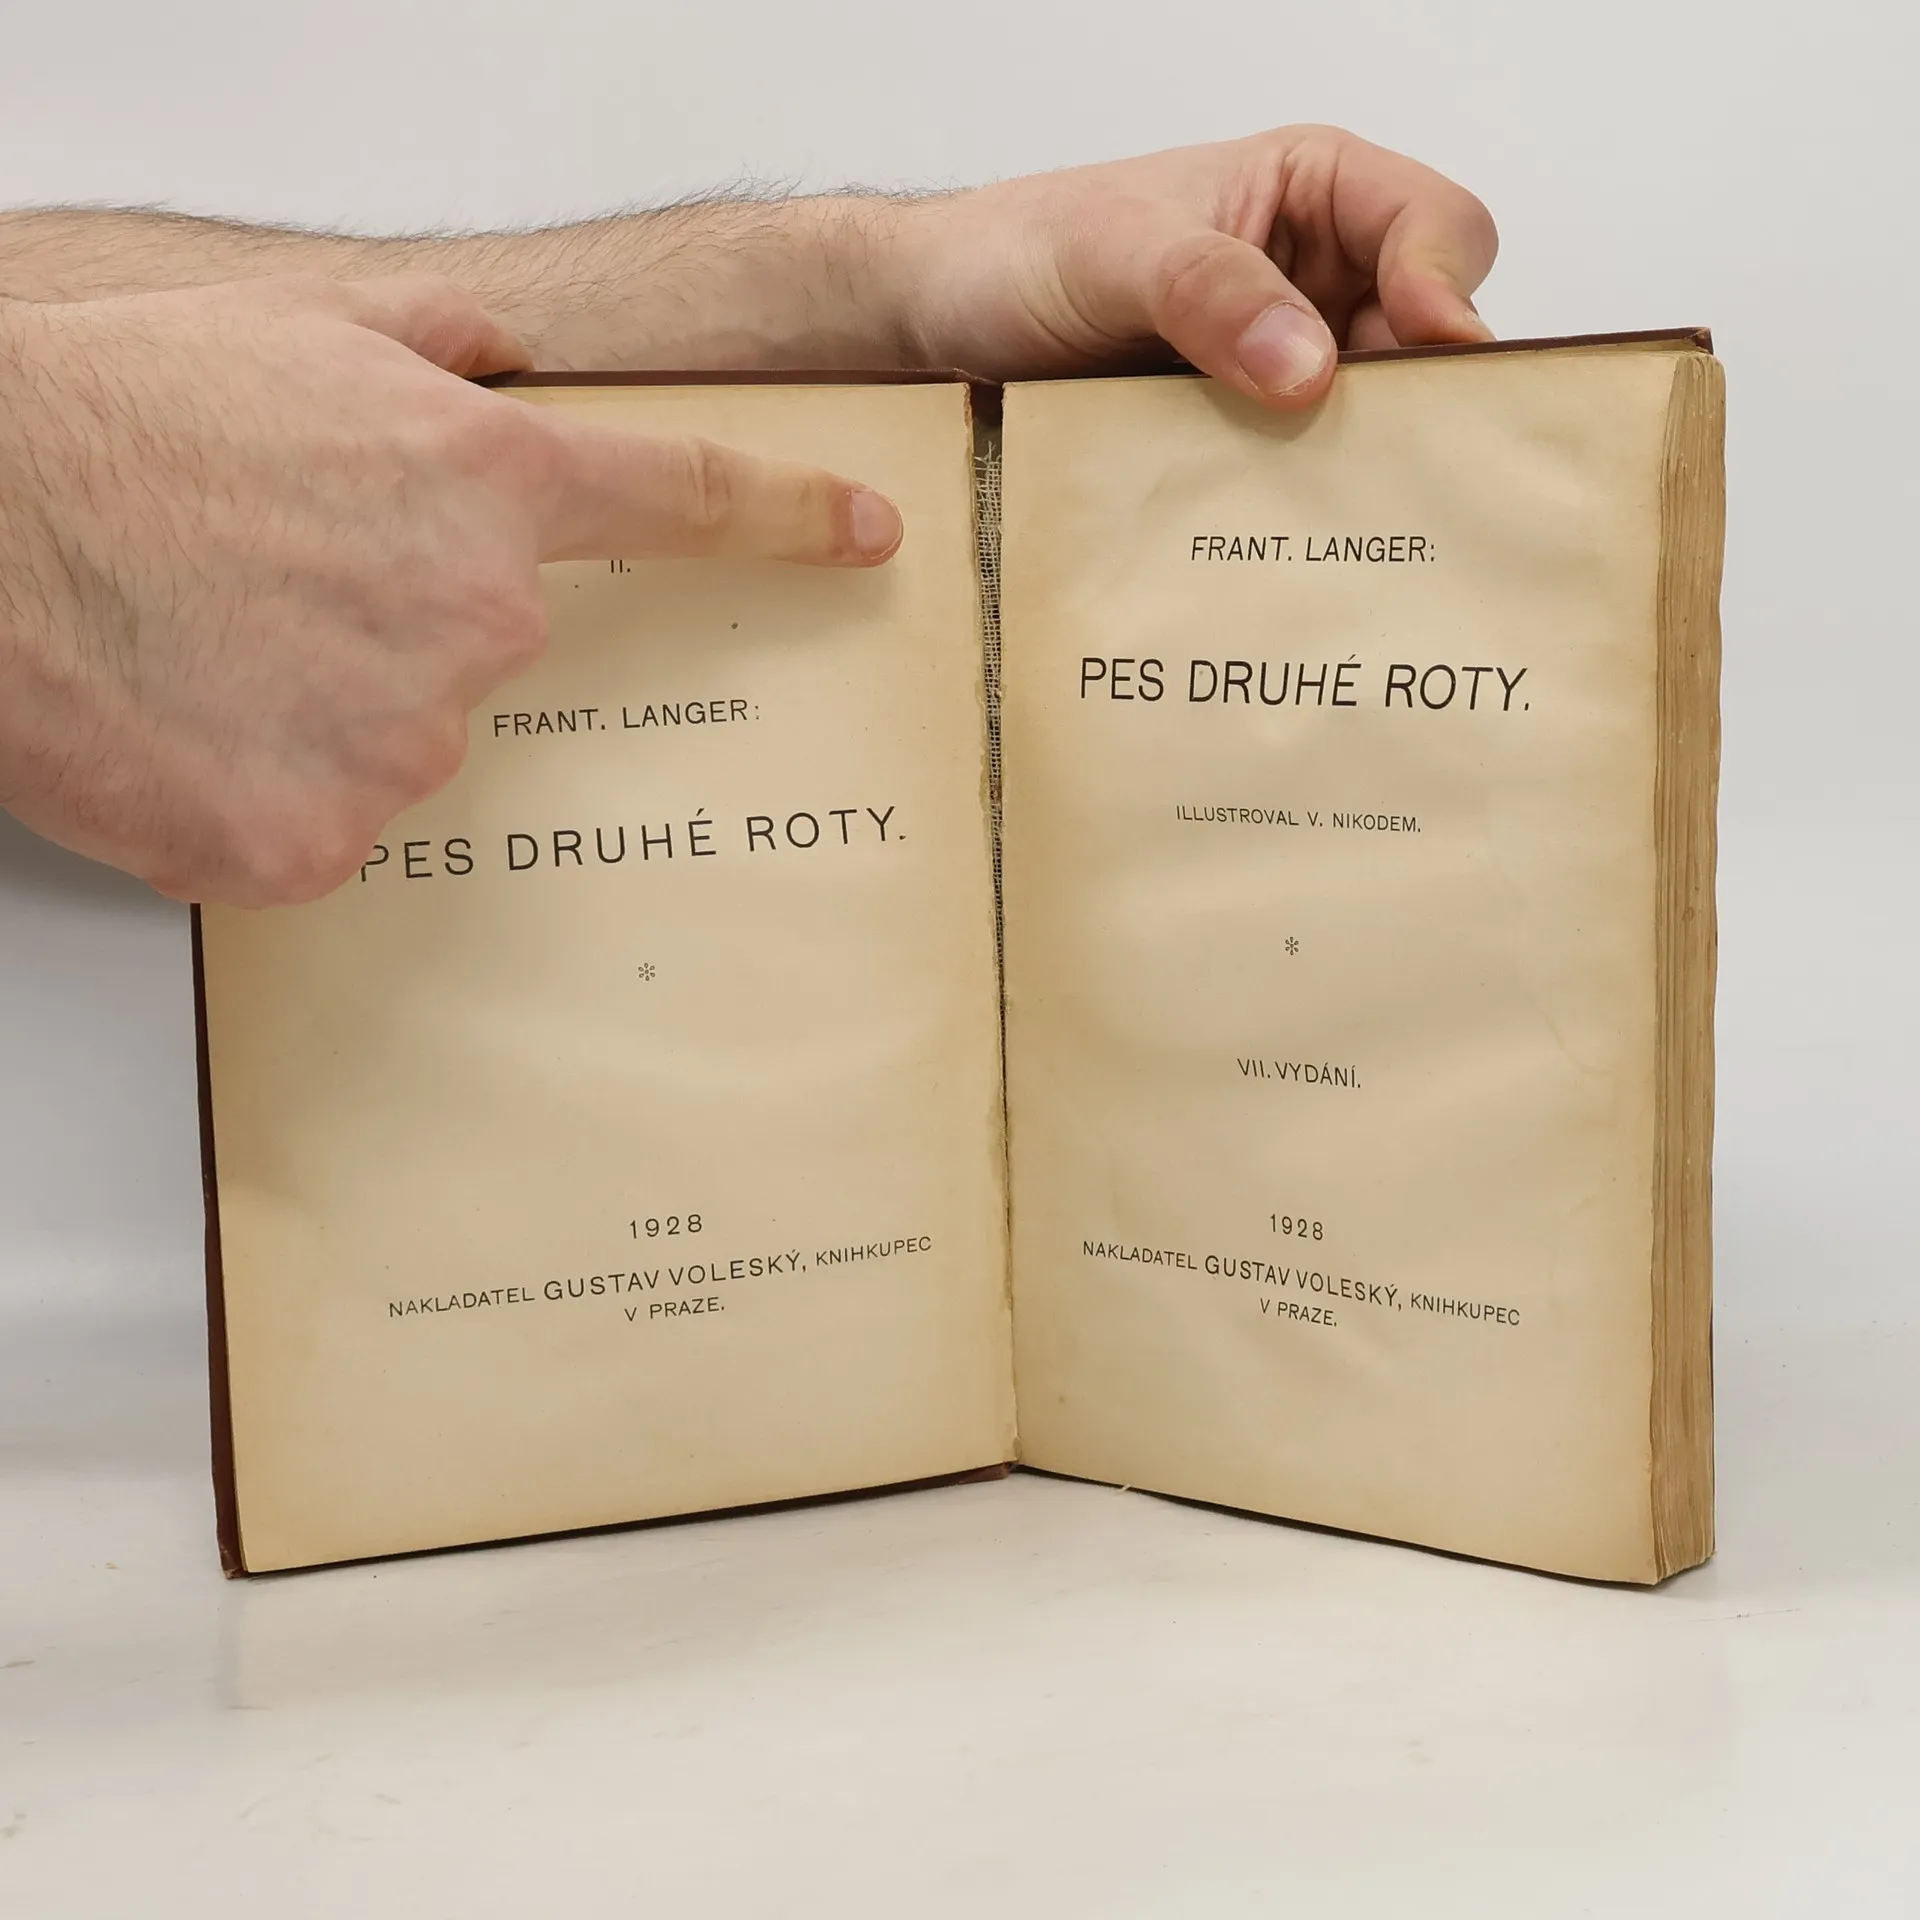 II.
FRANT. LANGER:
PES DRUHÉ ROTY.
1928
NAKLADATEL GUSTAV VOLESKÝ, KNIHKUPEC
V PRAZE.
FRANT. LANGER:
PES DRUHÉ ROTY.
ILLUSTROVAL V. NIKODEM.
VII. VYDÁNÍ.
1928
NAKLADATEL GUSTAV VOLESKÝ, KNIHKUPEC
V PRAZE.